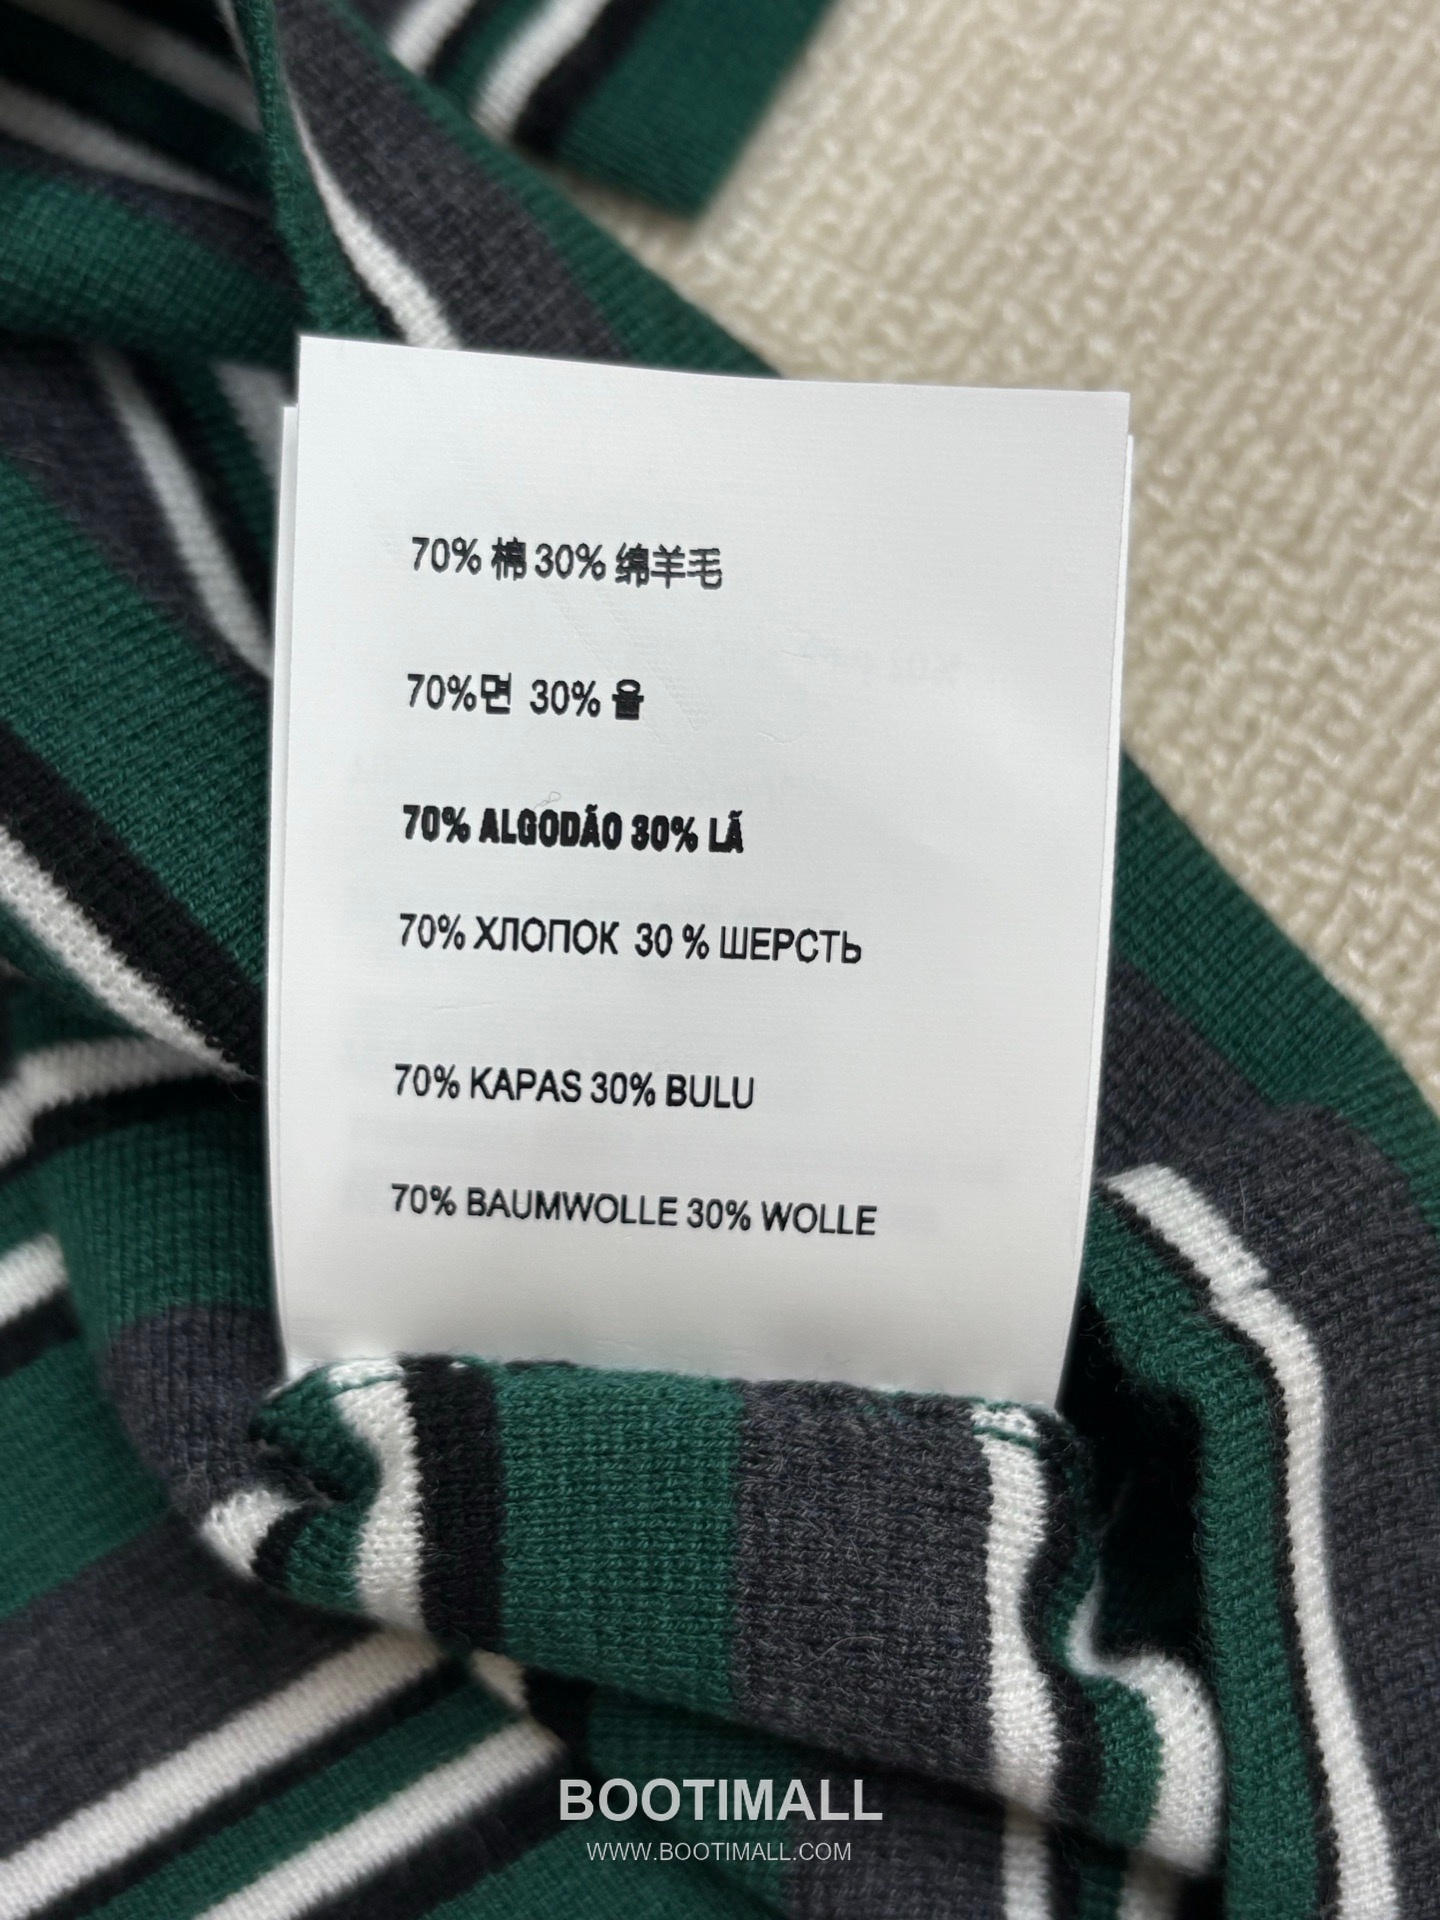 70% 棉 30% 绵羊毛
70%면 30% 울
70% ALGODÃO 30% LÃ
70% ХЛОПОК 30 % ШЕРСТЬ
70% KAPAS 30% BULU
70% BAUMWOLLE 30% WOLLE
BOOTIMALL
WWW.BOOTIMALL.COM